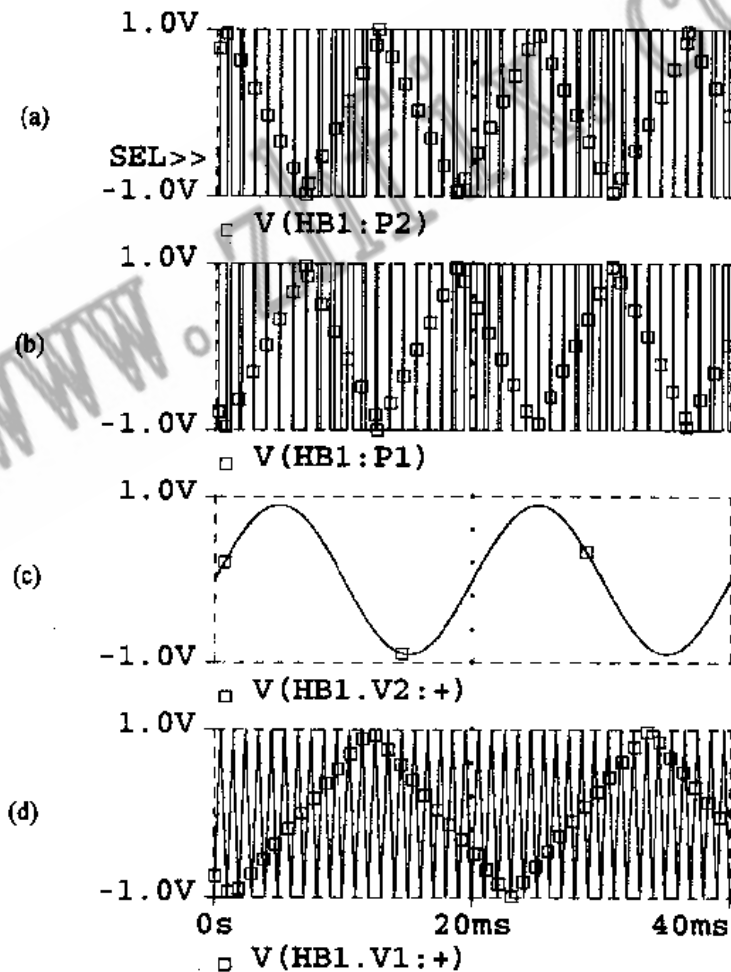 1.0V
(a)
SEL>>
-1.0V
V(HB1:P2)
1.0V
(b)
-1.0V
V(HB1:P1)
1.0V
(c)
-1.0V
V(HB1.V2:+)
1.0V
(d)
-1.0V
0s 20ms 40ms
V(HB1.V1:+)